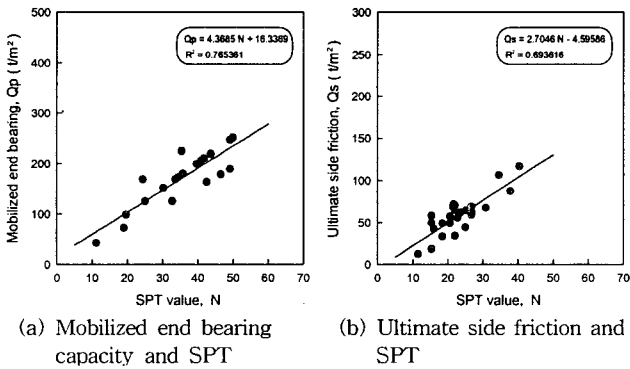 (a)
(b)
Qp = 4.3685 N + 16.3369
R² = 0.765361
Mobilized end bearing, Qp ( t/m² )
500
400
300
200
100
0
0 10 20 30 40 50 60 70
SPT value, N
Qs = 2.7046 N - 4.59586
R² = 0.693616
Ultimate side friction, Qs ( t/m² )
300
250
200
150
100
50
0
0 10 20 30 40 50 60 70
SPT value, N
(a) Mobilized end bearing
capacity and SPT
(b) Ultimate side friction and
SPT